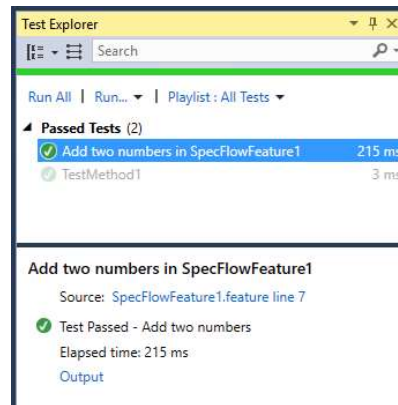 Test Explorer
Search
Run All | Run... | Playlist : All Tests
Passed Tests (2)
Add two numbers in SpecFlowFeature1 215 ms
TestMethod1 3 ms
Add two numbers in SpecFlowFeature1
Source: SpecFlowFeature1.feature line 7
Test Passed - Add two numbers
Elapsed time: 215 ms
Output